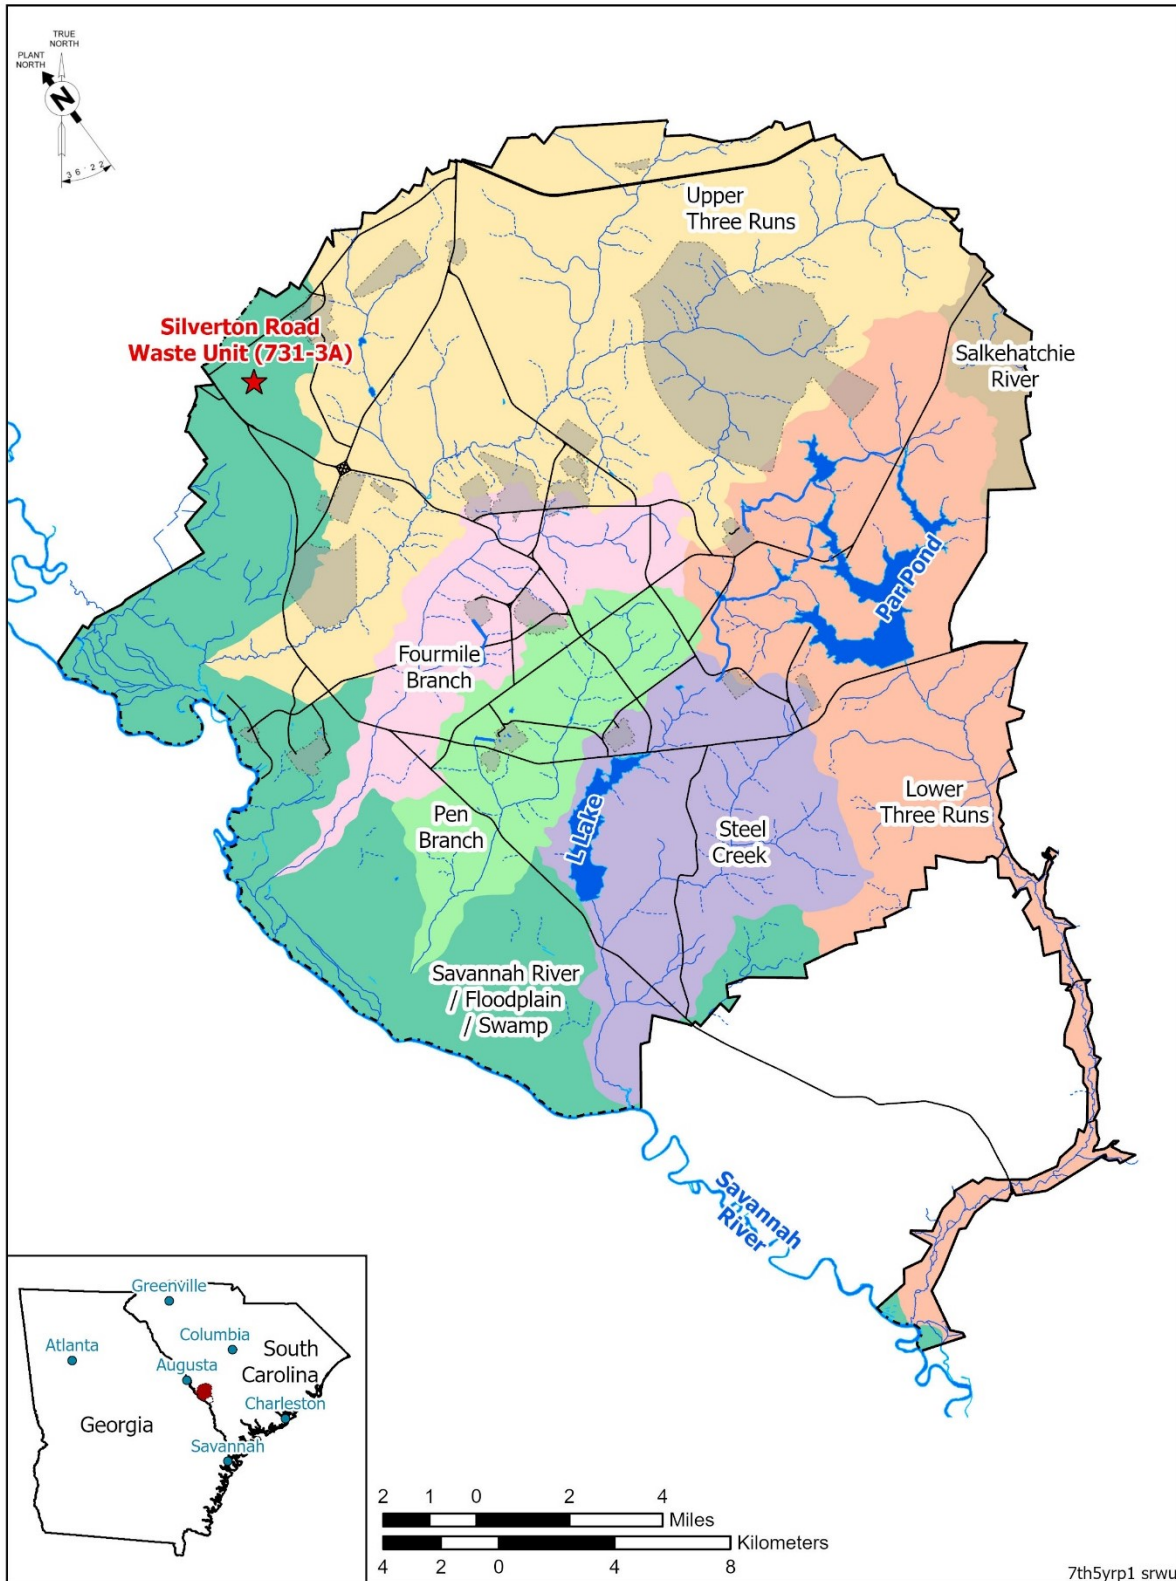 TRUE
NORTH
PLANT
NORTH
N
36°22'
Upper
Three Runs
Silverton Road
Waste Unit (731-3A)
Salkehatchie
River
Par Pond
Fourmile
Branch
Lower
Three Runs
L Lake
Pen
Branch
Steel
Creek
Savannah River
/ Floodplain
/ Swamp
Savannah
River
Greenville
Columbia
Atlanta
South
Carolina
Augusta
Charleston
Georgia
Savannah
2 1 0 2 4
Miles
Kilometers
4 2 0 4 8
7th5yrp1 srwu